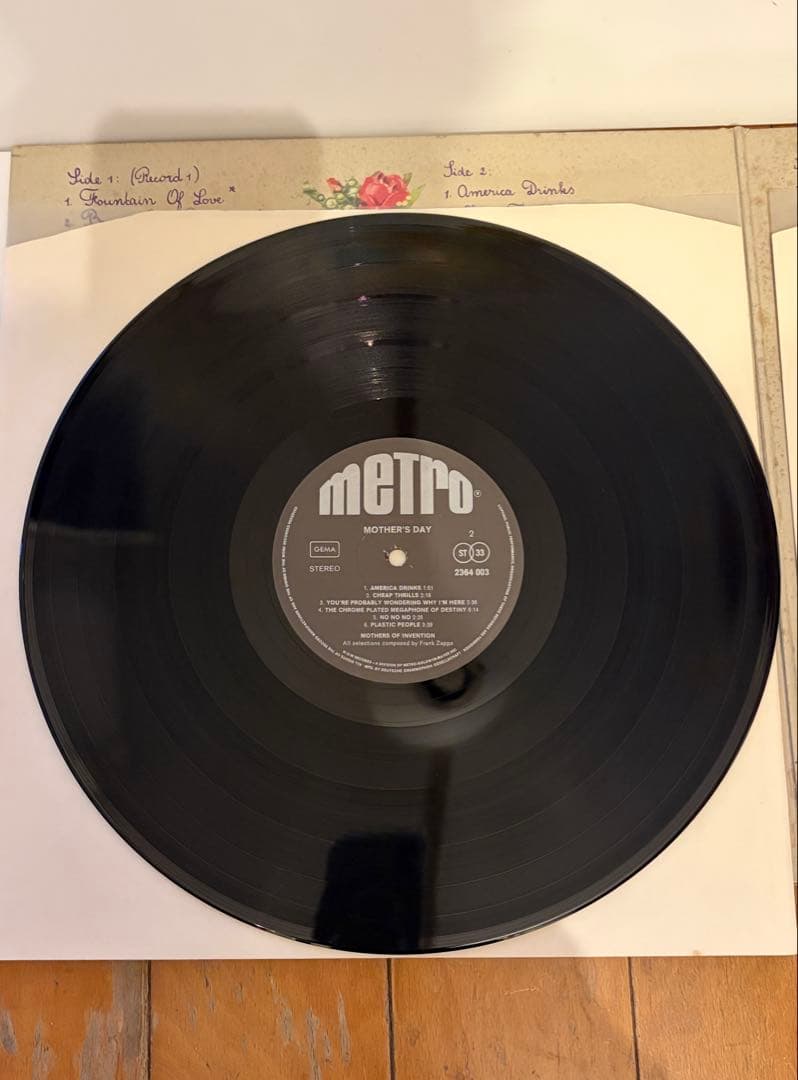 Side 1: (Record 1)
1. Fountain Of Love *
2.
Side 2:
1. America Drinks
metro®
MOTHER'S DAY
2
GEMA
STEREO
ST 33
2364 003
1. AMERICA DRINKS 1:51
2. CHEAP THRILLS 2:18
3. YOU'RE PROBABLY WONDERING WHY I'M HERE 3:36
4. THE CHROME PLATED MEGAPHONE OF DESTINY 6:14
5. NO NO NO 2:25
6. PLASTIC PEOPLE 3:39
MOTHERS OF INVENTION
All selections composed by Frank Zappa